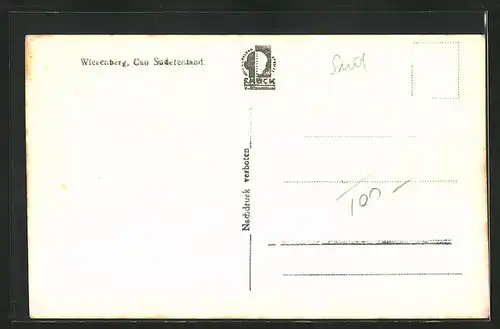 Wiesenberg, Gau Sudetenland.
Nachdruck verboten
Sud
100 —